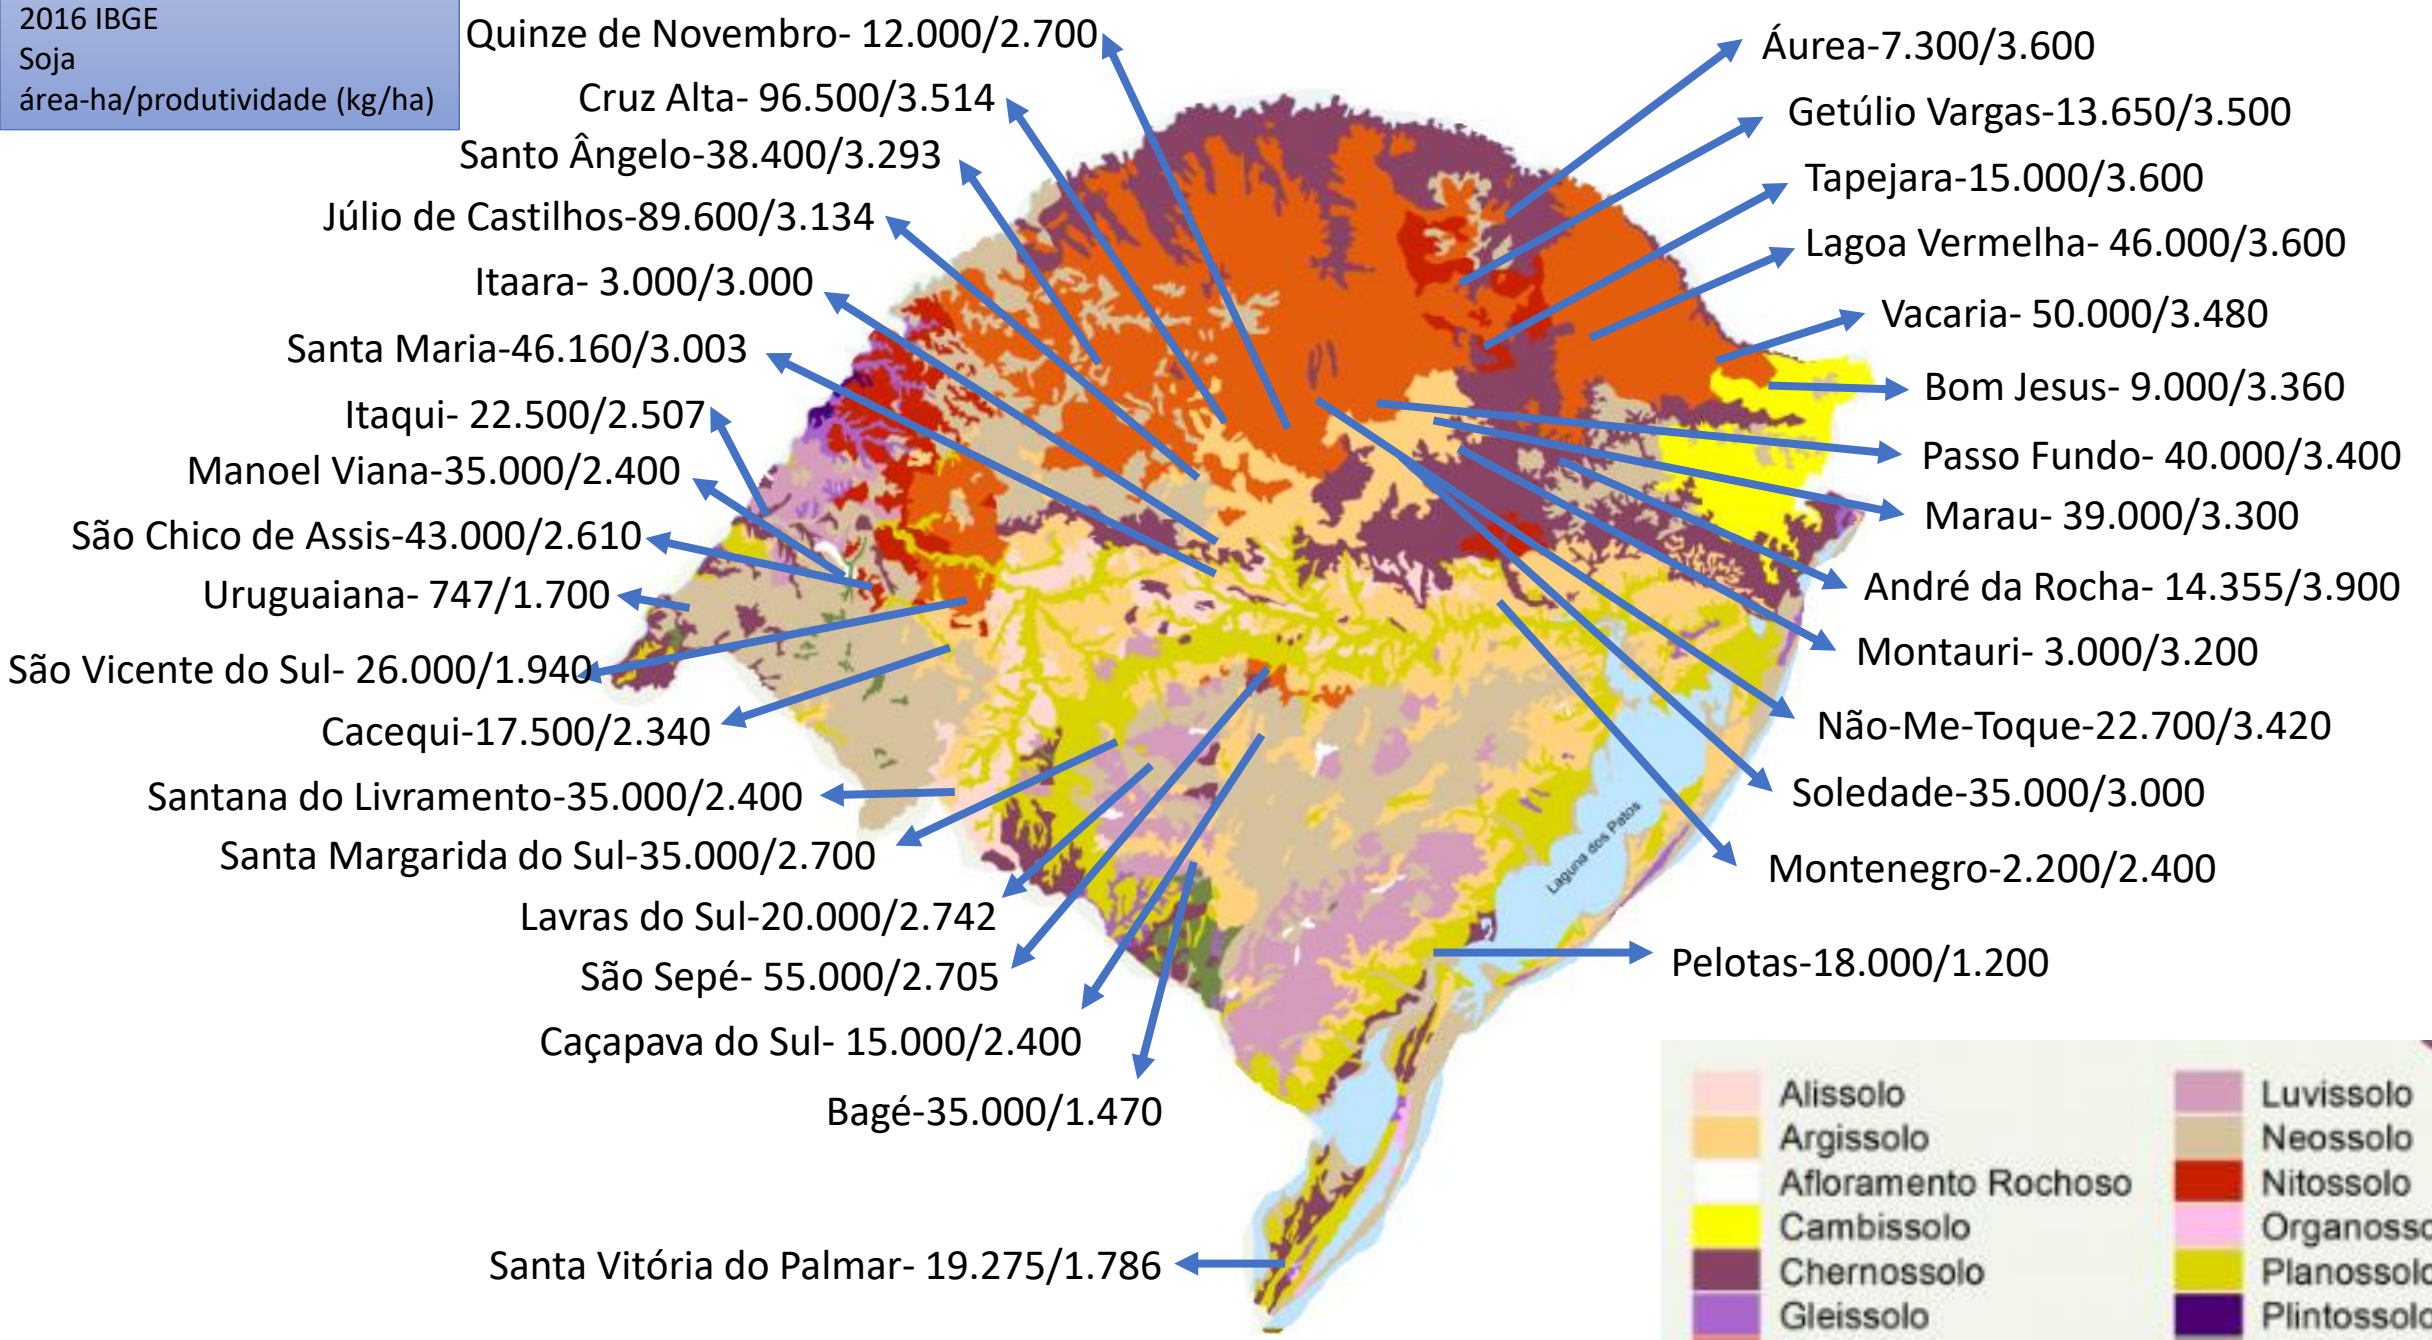 2016 IBGE
Soja
área-ha/produtividade (kg/ha)
Quinze de Novembro- 12.000/2.700
Cruz Alta- 96.500/3.514
Santo Ângelo-38.400/3.293
Júlio de Castilhos-89.600/3.134
Itaara- 3.000/3.000
Santa Maria-46.160/3.003
Itaqui- 22.500/2.507
Manoel Viana-35.000/2.400
São Chico de Assis-43.000/2.610
Uruguaiana- 747/1.700
São Vicente do Sul- 26.000/1.940
Cacequi-17.500/2.340
Santana do Livramento-35.000/2.400
Santa Margarida do Sul-35.000/2.700
Lavras do Sul-20.000/2.742
São Sepé- 55.000/2.705
Caçapava do Sul- 15.000/2.400
Bagé-35.000/1.470
Santa Vitória do Palmar- 19.275/1.786
Áurea-7.300/3.600
Getúlio Vargas-13.650/3.500
Tapejara-15.000/3.600
Lagoa Vermelha- 46.000/3.600
Vacaria- 50.000/3.480
Bom Jesus- 9.000/3.360
Passo Fundo- 40.000/3.400
Marau- 39.000/3.300
André da Rocha- 14.355/3.900
Montauri- 3.000/3.200
Não-Me-Toque-22.700/3.420
Soledade-35.000/3.000
Montenegro-2.200/2.400
Pelotas-18.000/1.200
Laguna dos Patos
Alissolo
Argissolo
Afloramento Rochoso
Cambissolo
Chernossolo
Gleissolo
Luvissolo
Neossolo
Nitossolo
Organosso
Planossolo
Plintossolo